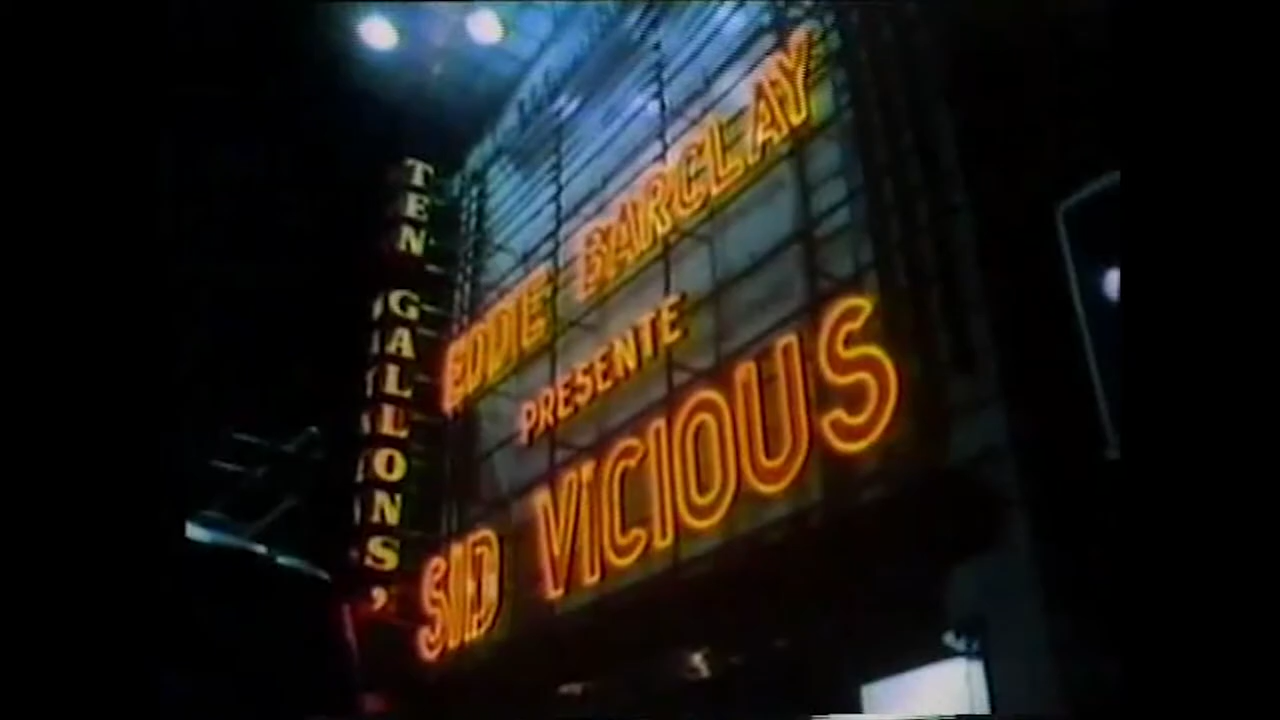 TEN GALLONS'
EDDIE BARCLAY
PRESENTE
SID VICIOUS